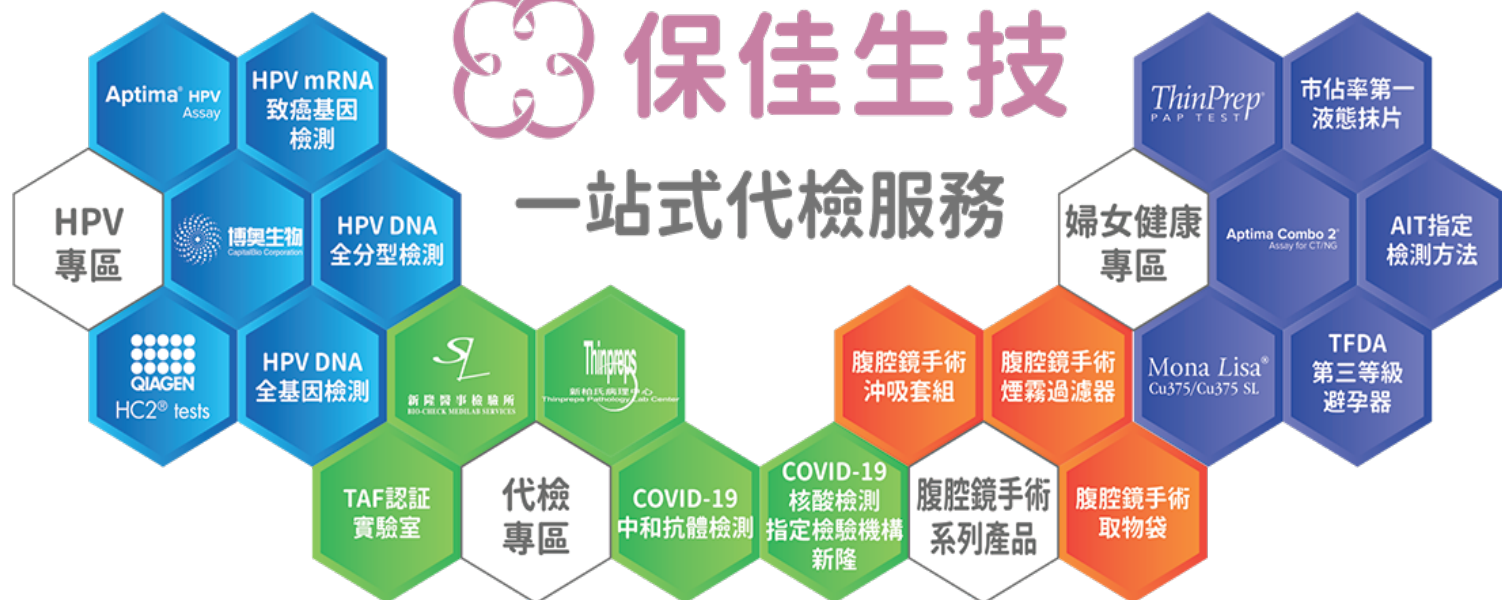 保佳生技
一站式代檢服務
Aptima® HPV
Assay
HPV mRNA
致癌基因
檢測
HPV
專區
博奧生物
CapitalBio Corporation
HPV DNA
全分型檢測
QIAGEN
HC2® tests
HPV DNA
全基因檢測
SL
新隆醫事檢驗所
BIO-CHECK MEDILAB SERVICES
Thinpreps
新柏氏病理中心
Thinpreps Pathology Lab Center
TAF認証
實驗室
代檢
專區
COVID-19
中和抗體檢測
COVID-19
核酸檢測
指定檢驗機構
新隆
腹腔鏡手術
沖吸套組
腹腔鏡手術
煙霧過濾器
腹腔鏡手術
系列產品
腹腔鏡手術
取物袋
ThinPrep®
PAP TEST
市佔率第一
液態抹片
婦女健康
專區
Aptima Combo 2®
Assay for CT/NG
AIT指定
檢測方法
Mona Lisa®
Cu375/Cu375 SL
TFDA
第三等級
避孕器